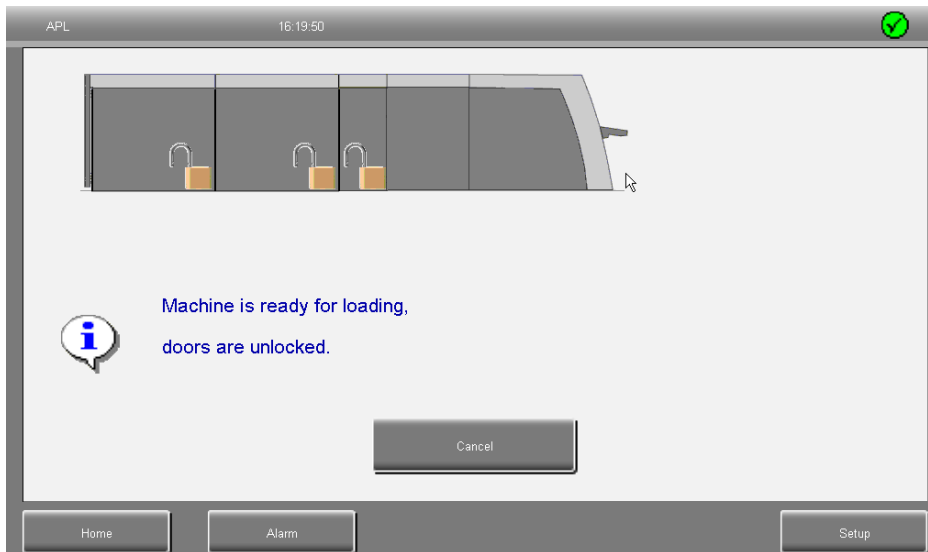 APL 16:19:50
Machine is ready for loading,
doors are unlocked.
Cancel
Home Alarm Setup